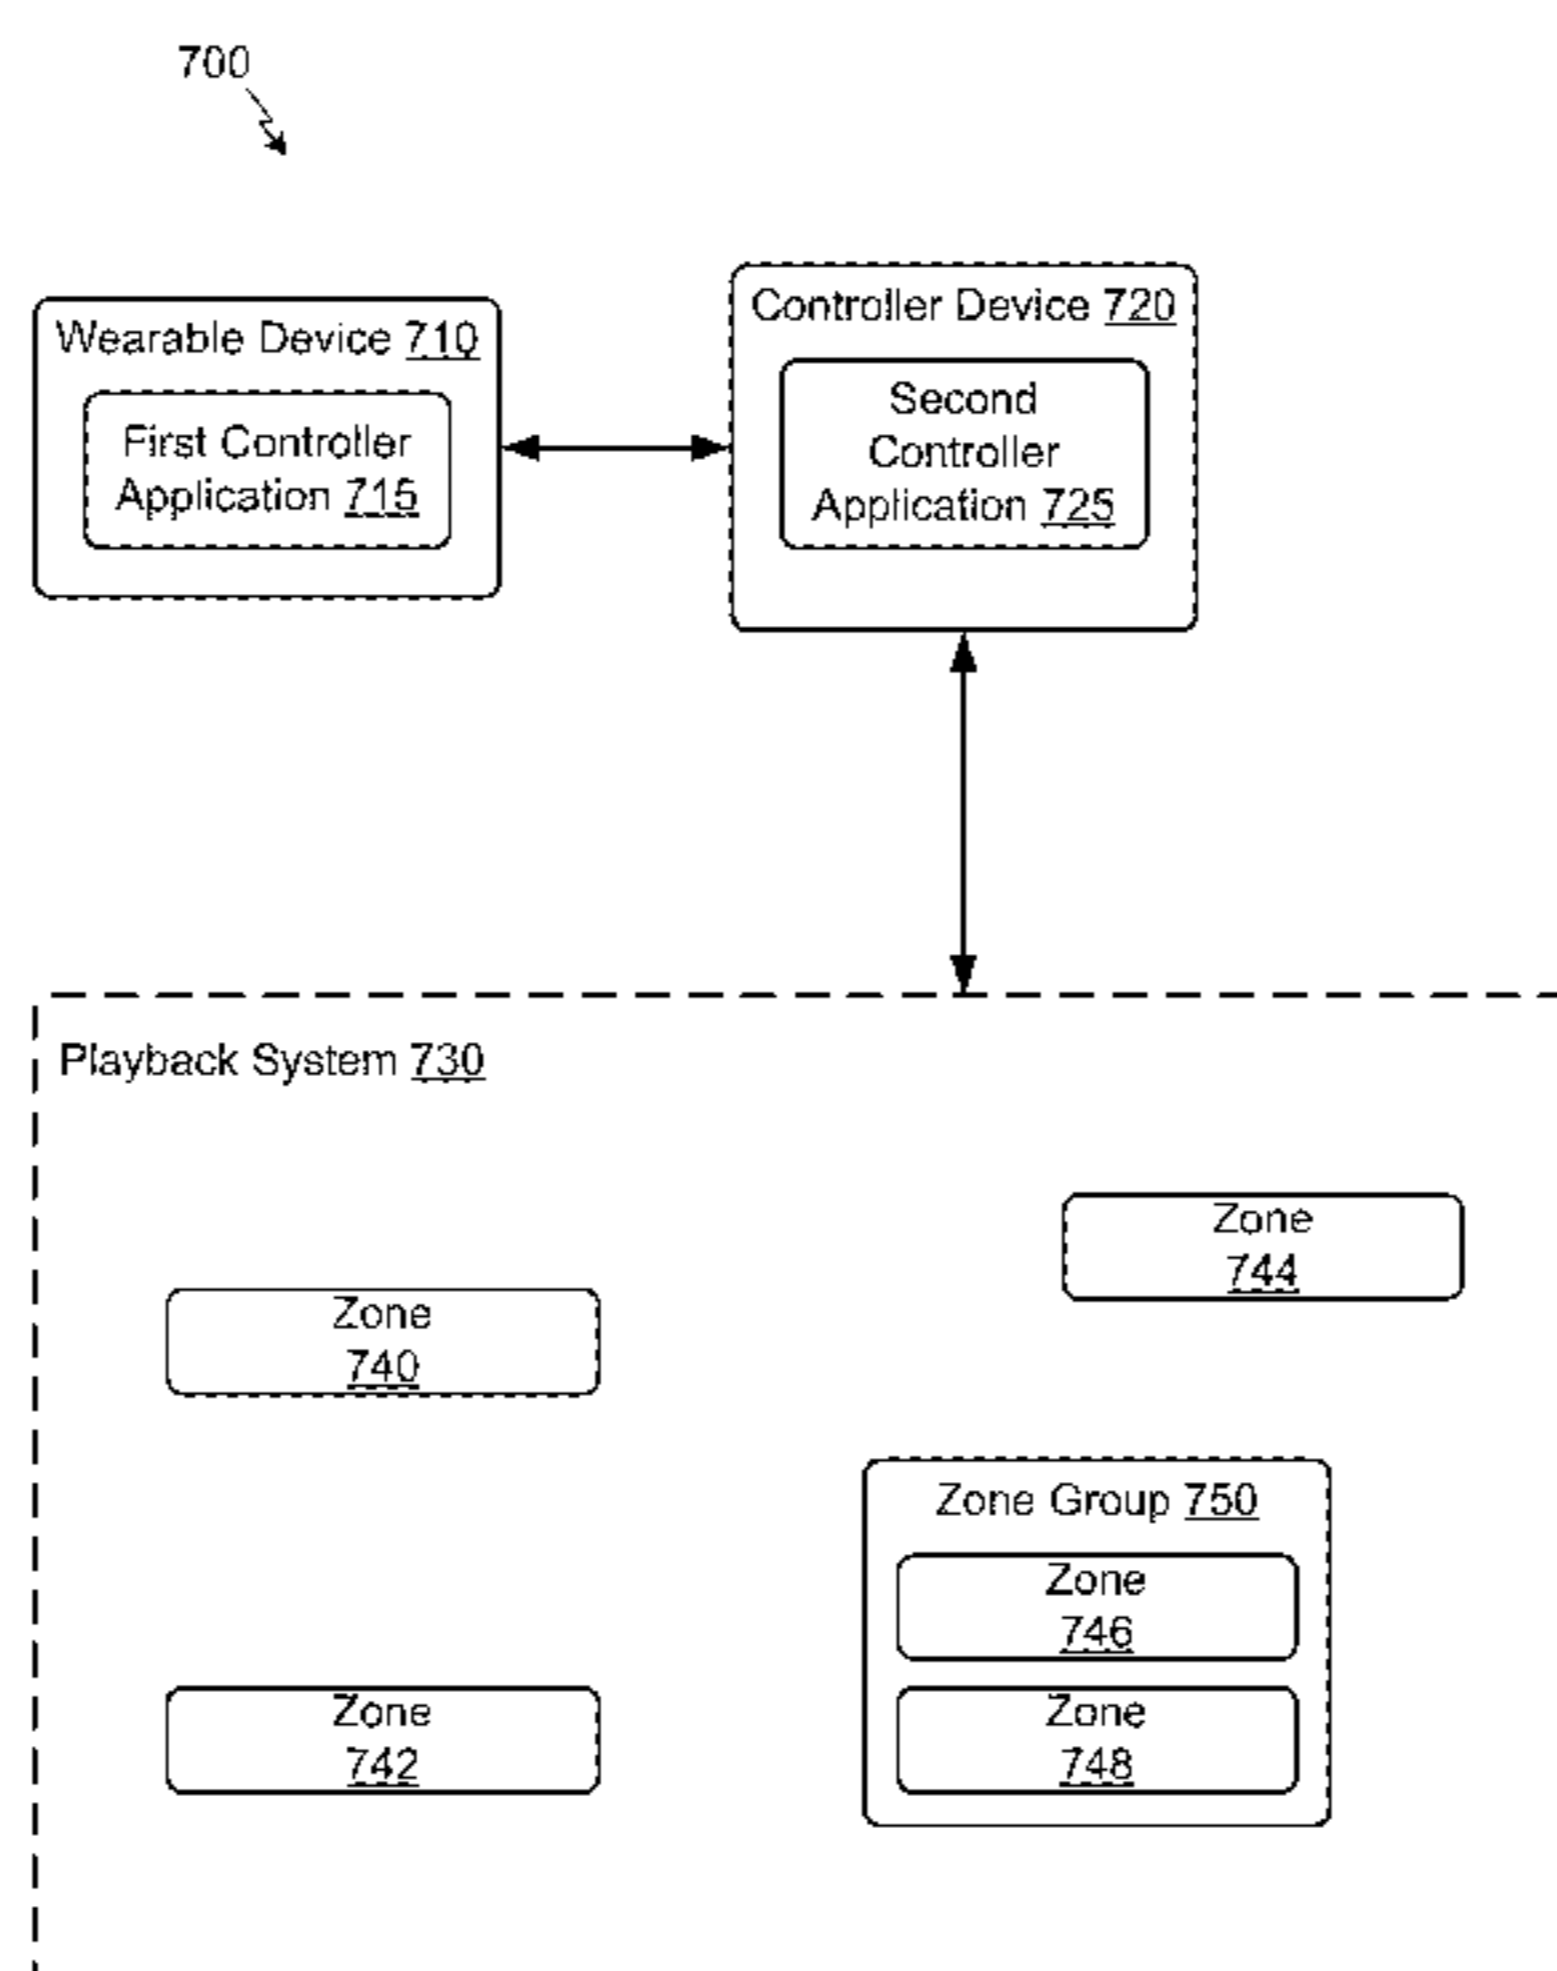 700
Wearable Device 710
First Controller
Application 715
Controller Device 720
Second
Controller
Application 725
Playback System 730
Zone
744
Zone
740
Zone Group 750
Zone
746
Zone
748
Zone
742